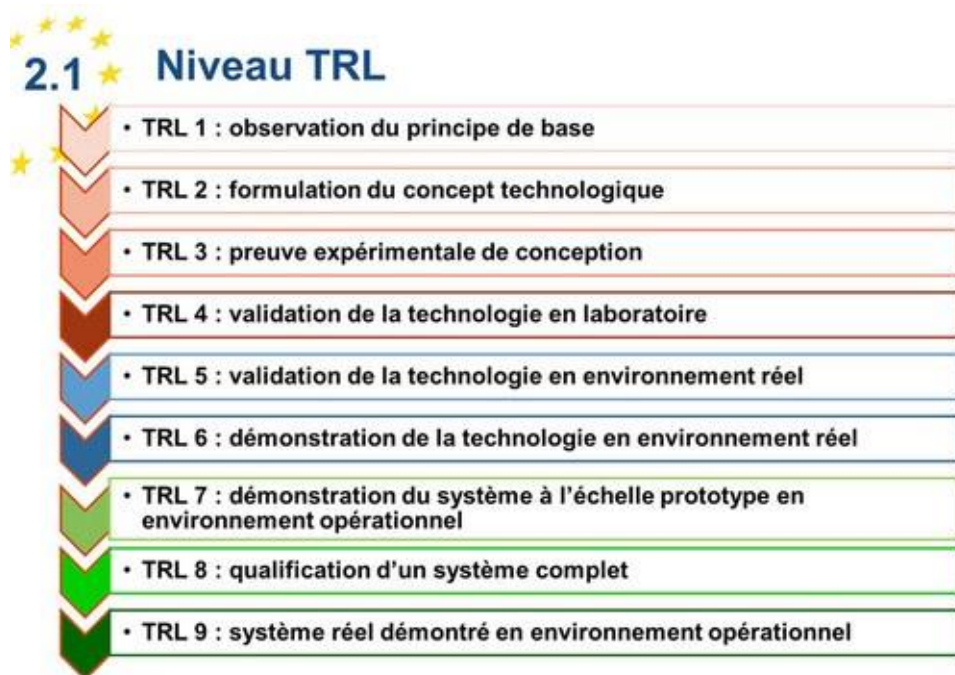 2.1 Niveau TRL
• TRL 1 : observation du principe de base
• TRL 2 : formulation du concept technologique
• TRL 3 : preuve expérimentale de conception
• TRL 4 : validation de la technologie en laboratoire
• TRL 5 : validation de la technologie en environnement réel
• TRL 6 : démonstration de la technologie en environnement réel
• TRL 7 : démonstration du système à l’échelle prototype en
environnement opérationnel
• TRL 8 : qualification d’un système complet
• TRL 9 : système réel démontré en environnement opérationnel